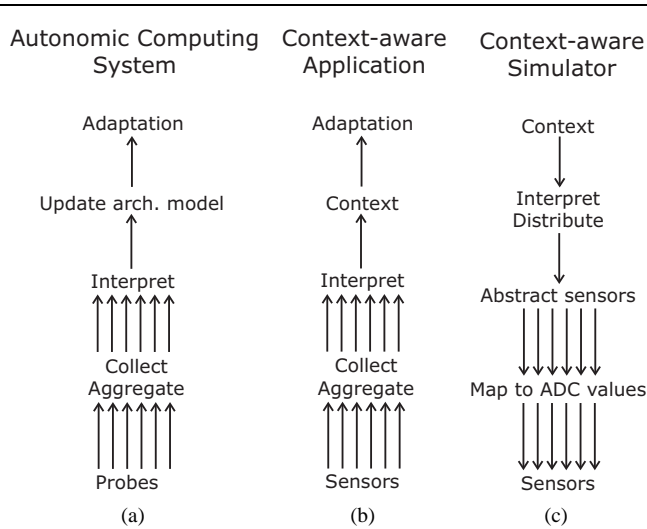 Autonomic Computing
System
Adaptation
Update arch. model
Interpret
Collect
Aggregate
Probes
(a)
Context-aware
Application
Adaptation
Context
Interpret
Collect
Aggregate
Sensors
(b)
Context-aware
Simulator
Context
Interpret
Distribute
Abstract sensors
Map to ADC values
Sensors
(c)